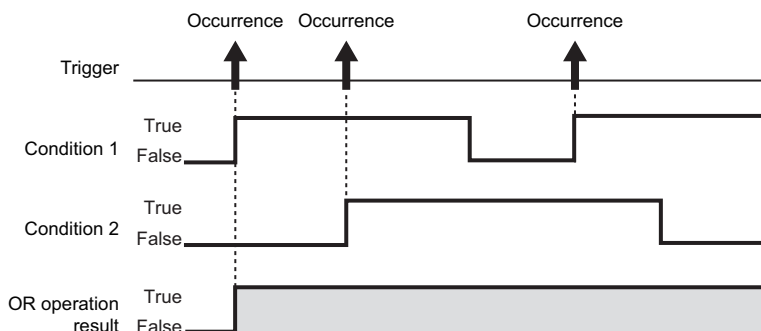 Occurrence Occurrence Occurrence
Trigger
True
Condition 1
False
True
Condition 2
False
OR operation
result
True
False